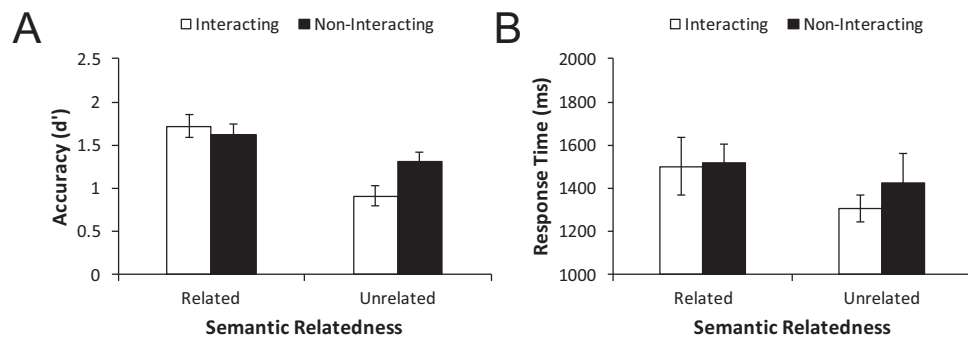 A
Interacting Non-Interacting
2.5
2
1.5
1
0.5
0
Accuracy (d')
Related Unrelated
Semantic Relatedness
B
Interacting Non-Interacting
2000
1800
1600
1400
1200
1000
Response Time (ms)
Related Unrelated
Semantic Relatedness